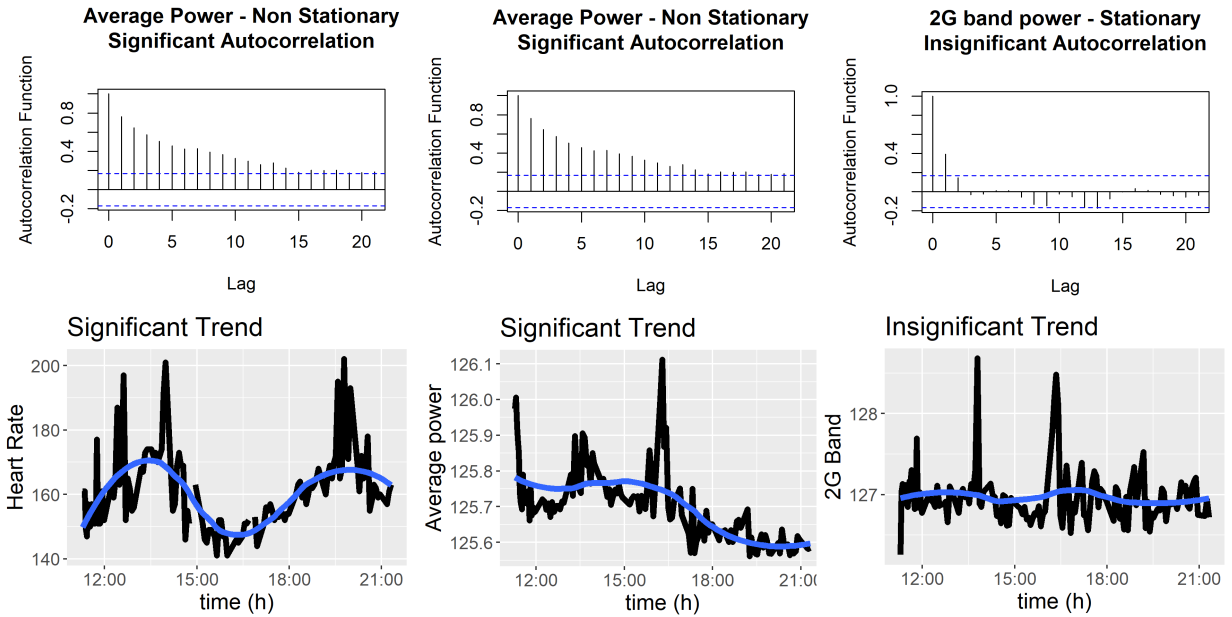 Average Power - Non Stationary
Significant Autocorrelation
Autocorrelation Function
0.8
0.4
-0.2
0 5 10 15 20
Lag
Average Power - Non Stationary
Significant Autocorrelation
Autocorrelation Function
0.8
0.4
-0.2
0 5 10 15 20
Lag
2G band power - Stationary
Insignificant Autocorrelation
Autocorrelation Function
1.0
0.4
-0.2
0 5 10 15 20
Lag
Significant Trend
Heart Rate
200
180
160
140
12:00 15:00 18:00 21:00
time (h)
Significant Trend
Average power
126.1
126.0
125.9
125.8
125.7
125.6
12:00 15:00 18:00 21:00
time (h)
Insignificant Trend
2G Band
128
127
12:00 15:00 18:00 21:00
time (h)